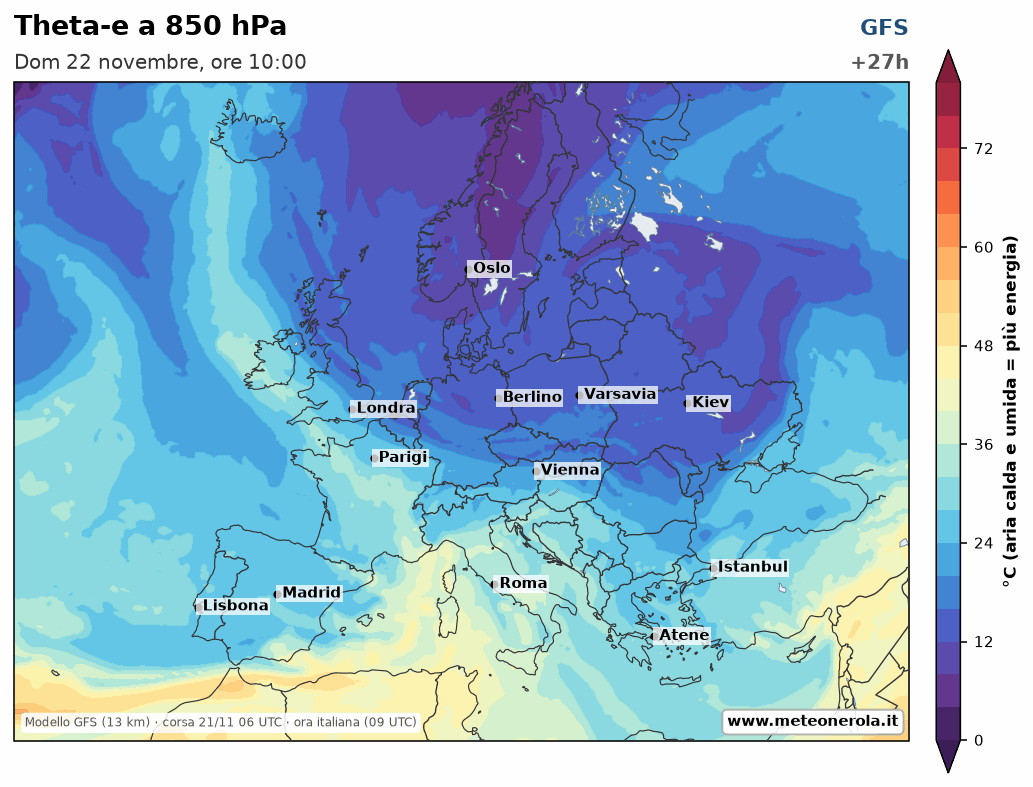 Theta-e a 850 hPa
GFS
Dom 22 novembre, ore 10:00
+27h
Oslo
Berlino
Varsavia
Kiev
Londra
Parigi
Vienna
Istanbul
Roma
Madrid
Lisbona
Atene
Modello GFS (13 km) · corsa 21/11 06 UTC · ora italiana (09 UTC)
www.meteonerola.it
72
60
48
36
24
12
0
°C (aria calda e umida = più energia)